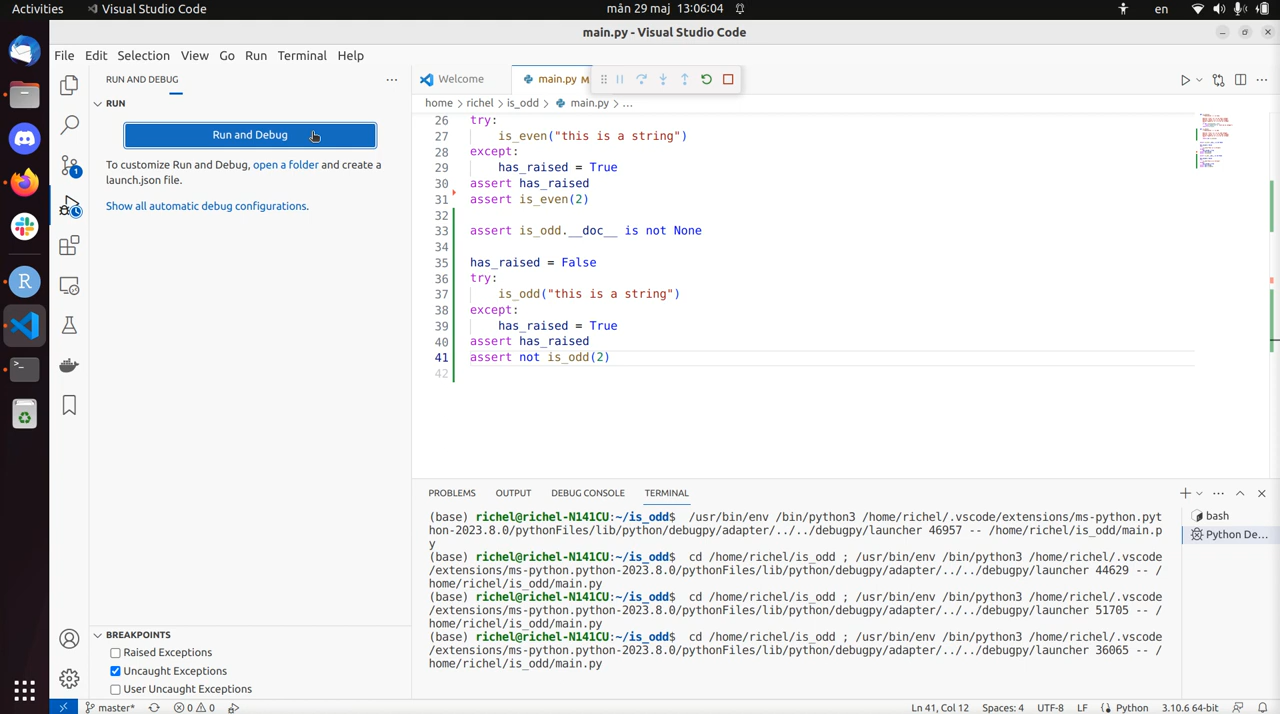 Activities
Visual Studio Code
mån 29 maj 13:06:04
en
main.py - Visual Studio Code
File Edit Selection View Go Run Terminal Help
RUN AND DEBUG
RUN
Run and Debug
To customize Run and Debug, open a folder and create a
launch.json file.
Show all automatic debug configurations.
1
Welcome
main.py M
home > richel > is_odd > main.py > ...
26 try:
27 is_even("this is a string")
28 except:
29 has_raised = True
30 assert has_raised
31 assert is_even(2)
32
33 assert is_odd.__doc__ is not None
34
35 has_raised = False
36 try:
37 is_odd("this is a string")
38 except:
39 has_raised = True
40 assert has_raised
41 assert not is_odd(2)
42
PROBLEMS OUTPUT DEBUG CONSOLE TERMINAL
(base) richel@richel-N141CU:~/is_odd$ /usr/bin/env /bin/python3 /home/richel/.vscode/extensions/ms-python.pyt
hon-2023.8.0/pythonFiles/lib/python/debugpy/adapter/../../debugpy/launcher 46957 -- /home/richel/is_odd/main.p
y
(base) richel@richel-N141CU:~/is_odd$ cd /home/richel/is_odd ; /usr/bin/env /bin/python3 /home/richel/.vscode
/extensions/ms-python.python-2023.8.0/pythonFiles/lib/python/debugpy/adapter/../../debugpy/launcher 44629 -- /
home/richel/is_odd/main.py
(base) richel@richel-N141CU:~/is_odd$ cd /home/richel/is_odd ; /usr/bin/env /bin/python3 /home/richel/.vscode
/extensions/ms-python.python-2023.8.0/pythonFiles/lib/python/debugpy/adapter/../../debugpy/launcher 51705 -- /
home/richel/is_odd/main.py
(base) richel@richel-N141CU:~/is_odd$ cd /home/richel/is_odd ; /usr/bin/env /bin/python3 /home/richel/.vscode
/extensions/ms-python.python-2023.8.0/pythonFiles/lib/python/debugpy/adapter/../../debugpy/launcher 36065 -- /
home/richel/is_odd/main.py
bash
Python De...
BREAKPOINTS
Raised Exceptions
Uncaught Exceptions
User Uncaught Exceptions
master*
0
0
Ln 41, Col 12
Spaces: 4
UTF-8
LF
Python
3.10.6 64-bit